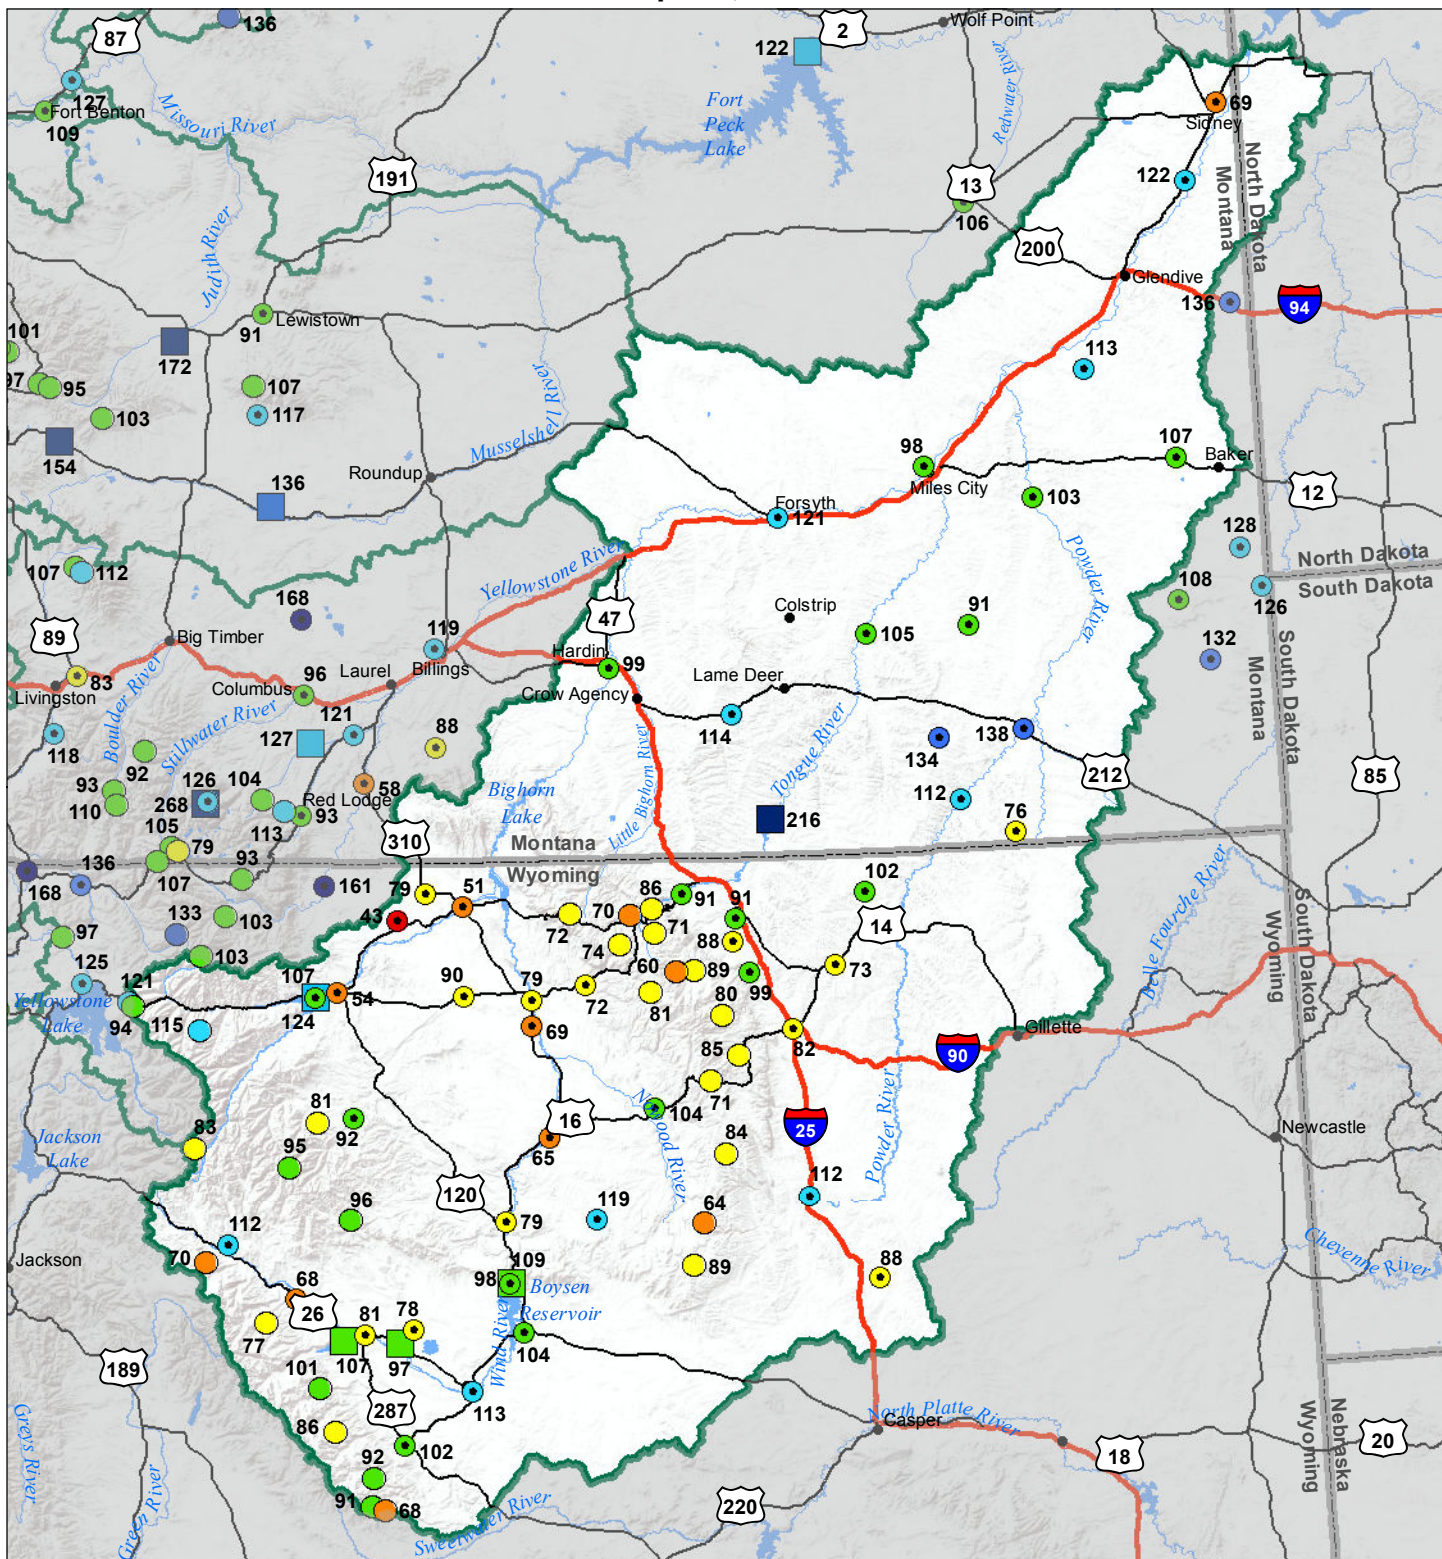 136
2
Wolf Point
87
122
Redwater River
127
Fort Benton
109
Missouri River
Fort
Peck
Lake
69
Sidney
191
13
122
North Dakota
Montana
106
Judith River
200
Glendive
136
94
Lewistown
91
101
172
113
97
95
107
103
117
Musselshell River
154
98
107
Baker
Roundup
136
Miles City
103
12
Forsyth
121
128
Yellowstone River
Powder River
North Dakota
South Dakota
107
112
108
126
168
Colstrip
91
47
89
Big Timber
119
105
132
Hardin
Billings
99
Laurel
Lame Deer
83
Livingston
Columbus
96
Crow Agency
South Dakota
Montana
Boulder River
Stillwater River
121
127
88
118
114
138
134
92
Little Bighorn River
Tongue River
212
85
93
126
104
58
Bighorn
Lake
112
110
268
Red Lodge
93
113
216
76
105
79
310
Montana
Wyoming
Belle Fourche River
136
107
93
168
161
79
51
86
91
102
43
70
91
14
133
103
72
71
South Dakota
Wyoming
97
74
88
103
60
89
73
125
107
90
79
121
54
72
99
Yellowstone
Lake
94
115
124
81
80
69
82
Gillette
90
85
Nowood River
71
104
Powder River
81
92
16
25
Newcastle
83
Jackson
Lake
65
84
95
120
112
96
119
64
79
112
Cheyenne River
Jackson
70
109
89
88
98
Boysen
Reservoir
68
26
81
78
77
107
97
104
Wind River
189
101
113
287
86
North Platte River
Casper
Nebraska
Wyoming
102
18
20
Greys River
92
91
68
Green River
Sweetwater River
220